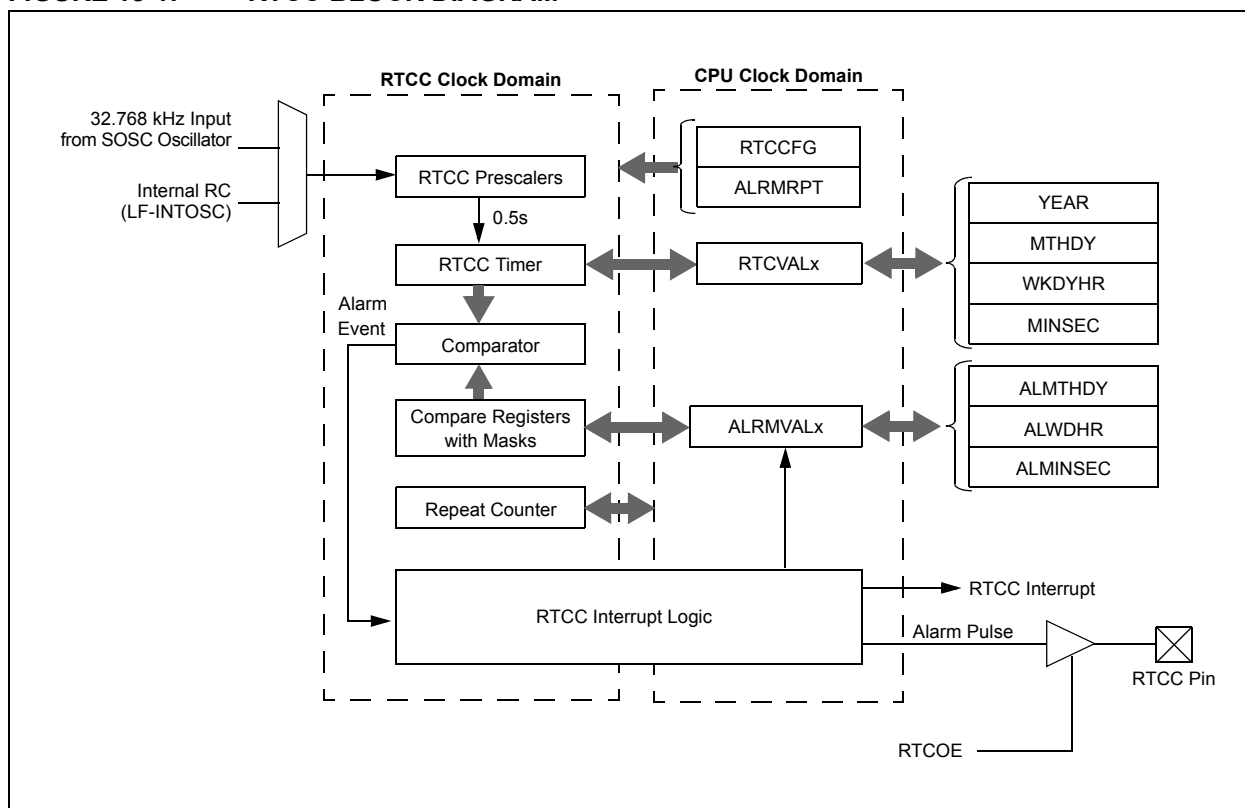 RTCC Clock Domain
CPU Clock Domain
32.768 kHz Input
from SOSC Oscillator
Internal RC
(LF-INTOSC)
RTCC Prescalers
0.5s
RTCC Timer
Alarm
Event
Comparator
Compare Registers
with Masks
Repeat Counter
RTCC Interrupt Logic
RTCCFG
ALRMRPT
RTCVALx
ALRMVALx
YEAR
MTHDY
WKDYHR
MINSEC
ALMTHDY
ALWDHR
ALMINSEC
RTCC Interrupt
Alarm Pulse
RTCC Pin
RTCOE